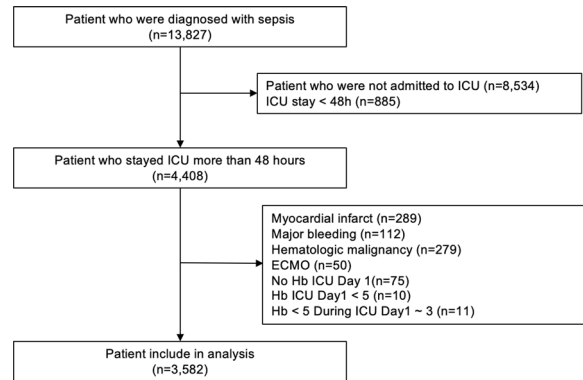 Patient who were diagnosed with sepsis
(n=13,827)
Patient who were not admitted to ICU (n=8,534)
ICU stay < 48h (n=885)
Patient who stayed ICU more than 48 hours
(n=4,408)
Myocardial infarct (n=289)
Major bleeding (n=112)
Hematologic malignancy (n=279)
ECMO (n=50)
No Hb ICU Day 1(n=75)
Hb ICU Day1 < 5 (n=10)
Hb < 5 During ICU Day1 ~ 3 (n=11)
Patient include in analysis
(n=3,582)